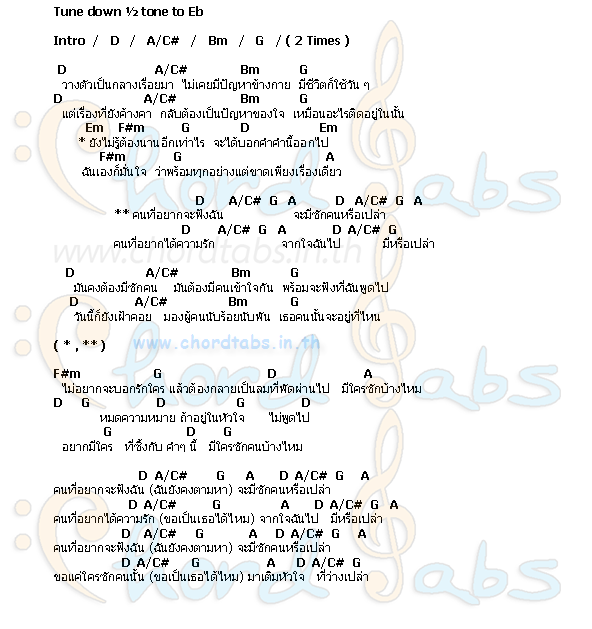 Tune down ½ tone to Eb
Intro / D / A/C# / Bm / G / ( 2 Times )
D A/C# Bm G
วางตัวเป็นกลางเรื่อยมา ไม่เคยมีปัญหาข้างกาย มีชีวิตก็ใช้วัน ๆ
D A/C# Bm G
แต่เรื่องที่ยังค้างคา กลับต้องเป็นปัญหาของใจ เหมือนอะไรติดอยู่ในนั้น
Em F#m G D Em
* ยังไม่รู้ต้องนานอีกเท่าไร จะได้บอกคำคำนี้ออกไป
F#m G A
ฉันเองก็มั่นใจ ว่าพร้อมทุกอย่างแต่ขาดเพียงเรื่องเดียว
D A/C# G A D A/C# G A
** คนที่อยากจะฟังฉัน จะมีซักคนหรือเปล่า
D A/C# G A D A/C# G
คนที่อยากได้ความรัก จากใจฉันไป มีหรือเปล่า
www.chordtabs.in.th
D A/C# Bm G
มันคงต้องมีซักคน มันต้องมีคนเข้าใจกัน พร้อมจะฟังที่ฉันพูดไป
D A/C# Bm G
วันนี้ก็ยังเฝ้าคอย มองผู้คนนับร้อยนับพัน เธอคนนั้นจะอยู่ที่ไหน
( * , ** ) www.chordtabs.in.th
F#m G D A
ไม่อยากจะบอกรักใคร แล้วต้องกลายเป็นลมที่พัดผ่านไป มีใครซักบ้างไหม
D G D G D
หมดความหมาย ถ้าอยู่ในหัวใจ ไม่พูดไป
G D G
อยากมีใคร ที่ซึ้งกับ คำๆ นี้ มีใครซักคนบ้างไหม
D A/C# G A D A/C# G A
คนที่อยากจะฟังฉัน (ฉันยังคงตามหา) จะมีซักคนหรือเปล่า
D A/C# G A D A/C# G A
คนที่อยากได้ความรัก (ขอเป็นเธอได้ไหม) จากใจฉันไป มีหรือเปล่า
D A/C# G A D A/C# G A
คนที่อยากจะฟังฉัน (ฉันยังคงตามหา) จะมีซักคนหรือเปล่า
D A/C# G A D A/C# G
ขอแค่ใครซักคนนั้น (ขอเป็นเธอได้ไหม) มาเติมหัวใจ ที่ว่างเปล่า